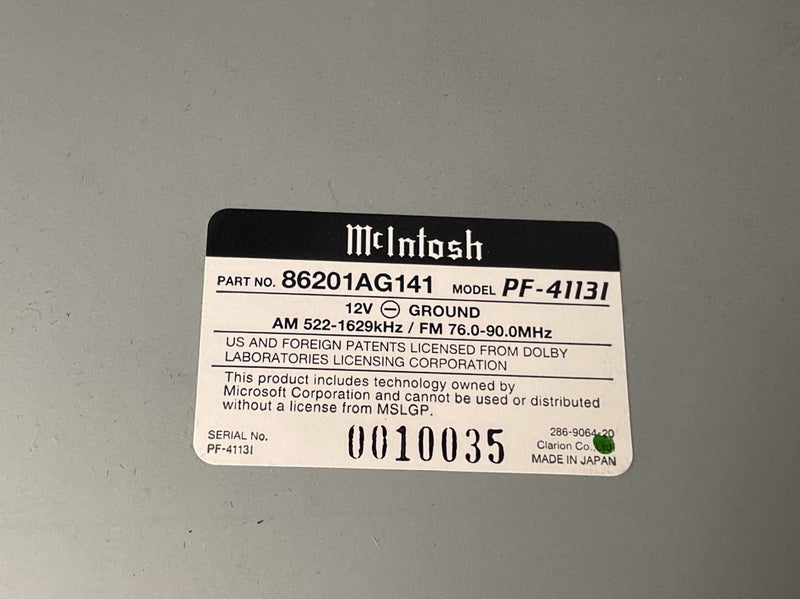 McIntosh
PART NO. 86201AG141 MODEL PF-4113I
12V ⊖ GROUND
AM 522-1629kHz / FM 76.0-90.0MHz
US AND FOREIGN PATENTS LICENSED FROM DOLBY
LABORATORIES LICENSING CORPORATION
This product includes technology owned by
Microsoft Corporation and cannot be used or distributed
without a license from MSLGP.
SERIAL No.
PF-4113I
0010035
286-9064-20
Clarion Co.,
MADE IN JAPAN